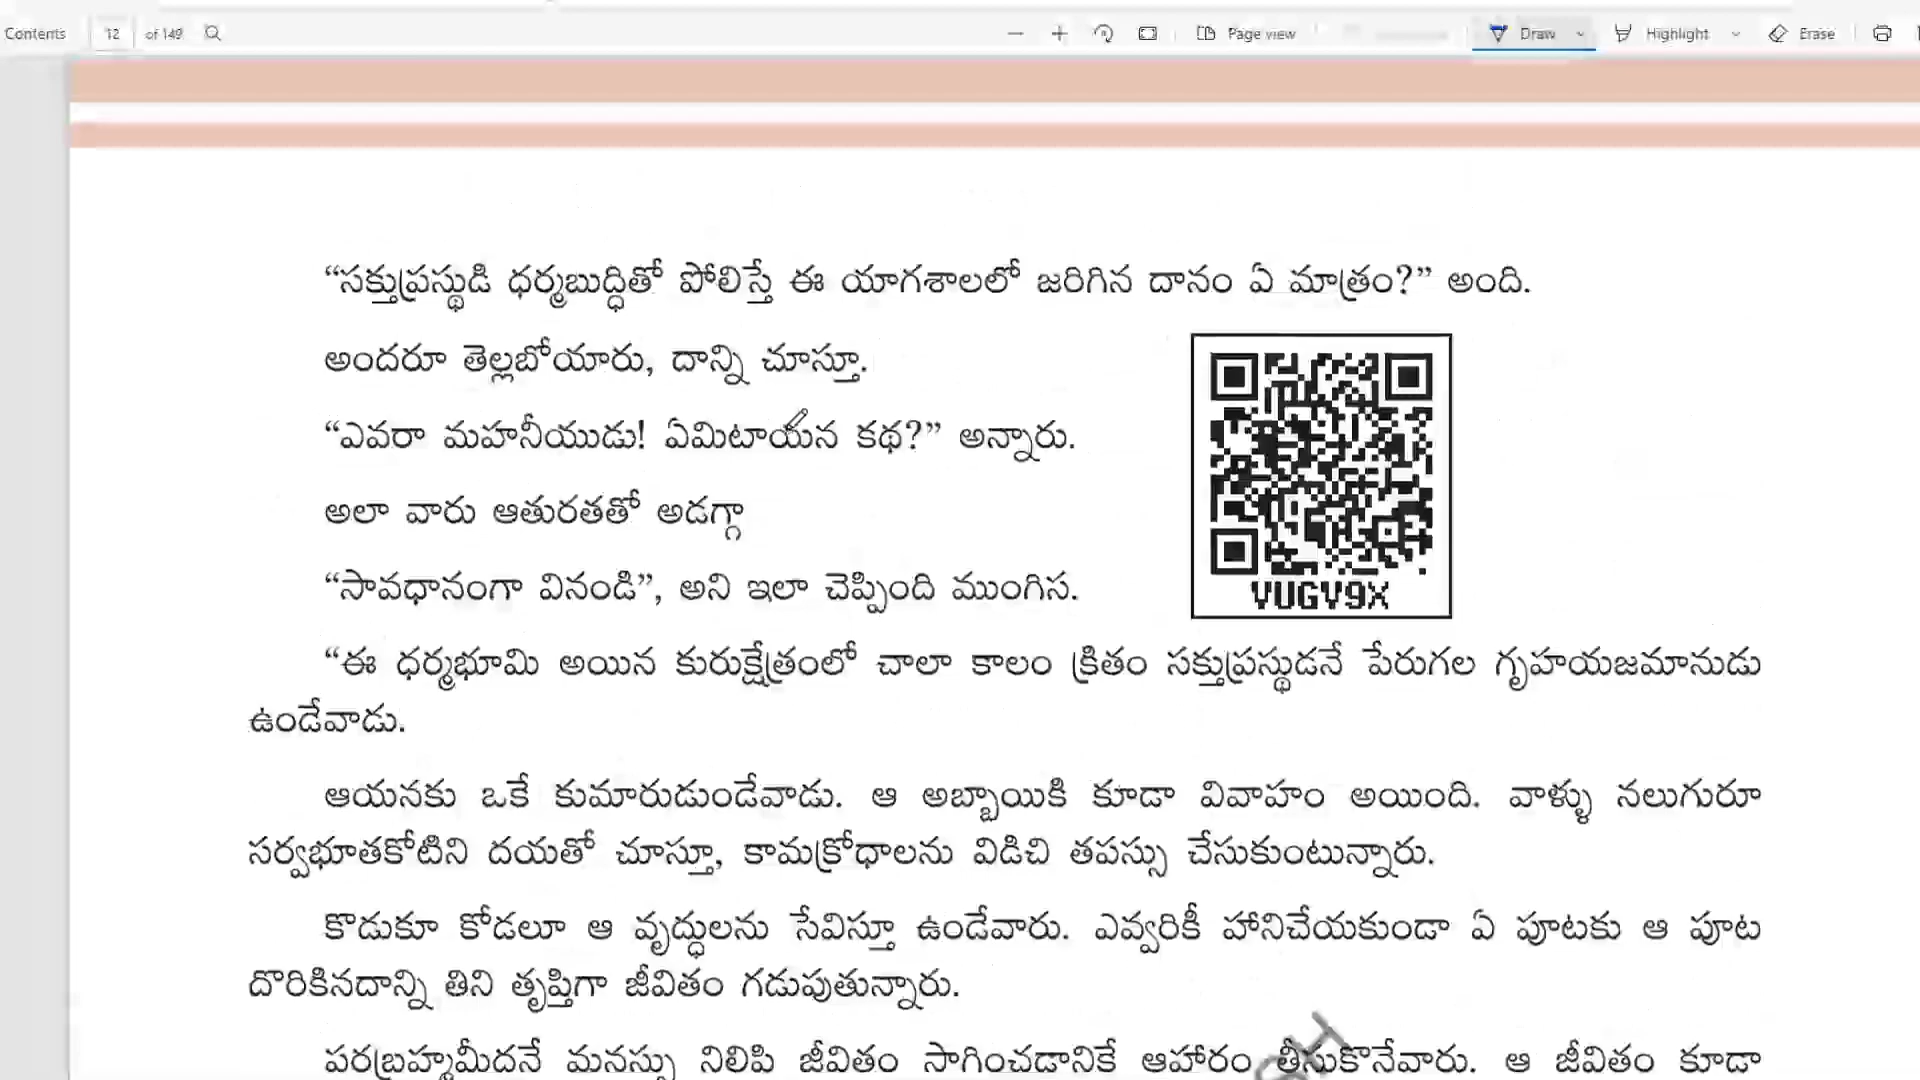 Contents 12 of 149 Page view Draw Highlight Erase
“సక్తుప్రస్థుడి ధర్మబుద్ధితో పోలిస్తే ఈ యాగశాలలో జరిగిన దానం ఏ మాత్రం?” అంది.
అందరూ తెల్లబోయారు, దాన్ని చూస్తూ.
“ఎవరా మహనీయుడు! ఏమిటాయన కథ?” అన్నారు.
అలా వారు ఆతురతతో అడగ్గా
“సావధానంగా వినండి”, అని ఇలా చెప్పింది ముంగిస.
VUGV9X
“ఈ ధర్మభూమి అయిన కురుక్షేత్రంలో చాలా కాలం క్రితం సక్తుప్రస్థుడనే పేరుగల గృహయజమానుడు
ఉండేవాడు.
ఆయనకు ఒకే కుమారుడుండేవాడు. ఆ అబ్బాయికి కూడా వివాహం అయింది. వాళ్ళు నలుగురూ
సర్వభూతకోటిని దయతో చూస్తూ, కామక్రోధాలను విడిచి తపస్సు చేసుకుంటున్నారు.
కొడుకూ కోడలూ ఆ వృద్ధులను సేవిస్తూ ఉండేవారు. ఎవ్వరికీ హానిచేయకుండా ఏ పూటకు ఆ పూట
దొరికినదాన్ని తిని తృప్తిగా జీవితం గడుపుతున్నారు.
పరబ్రహ్మమీదనే మనస్సు నిలిపి జీవితం సాగించడానికే ఆహారం తీసుకొనేవారు. ఆ జీవితం కూడా